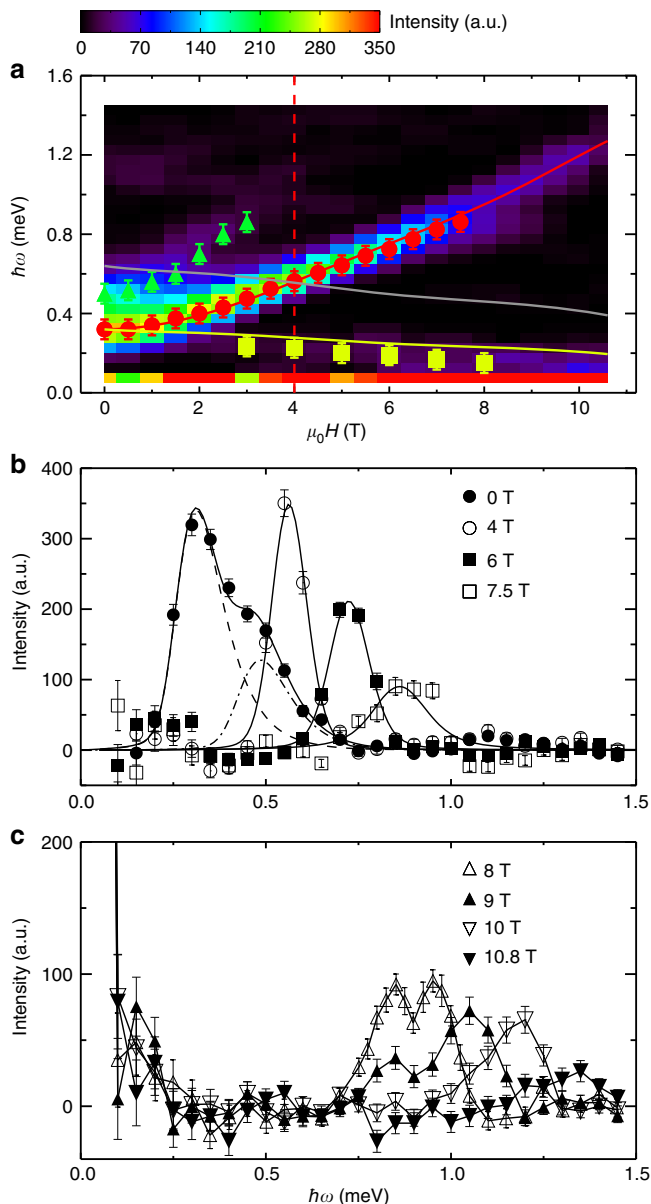 Intensity (a.u.)
0 70 140 210 280 350
a
1.6
1.2
0.8
0.4
0.0
ħω (meV)
0 2 4 6 8 10
μ0H (T)
b
400
300
200
100
0
Intensity (a.u.)
0 T
4 T
6 T
7.5 T
0.0 0.5 1.0 1.5
c
200
100
0
Intensity (a.u.)
8 T
9 T
10 T
10.8 T
0.0 0.5 1.0 1.5
ħω (meV)